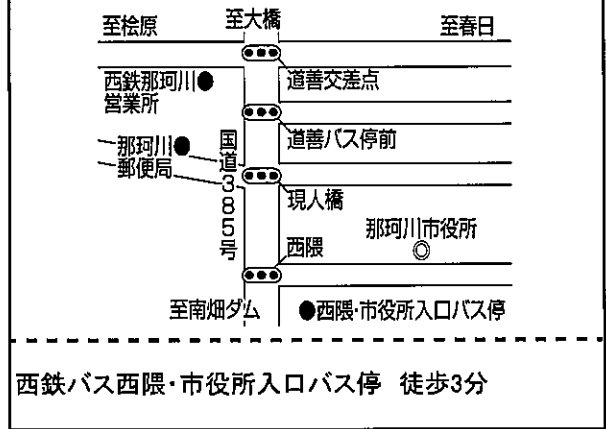 至桧原
至大橋
至春日
西鉄那珂川●
営業所
道善交差点
那珂川●
郵便局
国道385号
道善バス停前
現人橋
那珂川市役所
◎
西隈
至南畑ダム
●西隈・市役所入口バス停
西鉄バス西隈・市役所入口バス停 徒歩3分